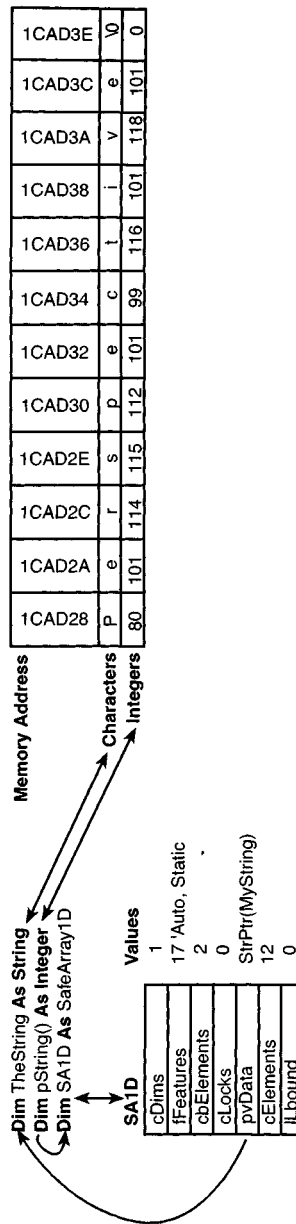 Dim TheString As String
Dim pString() As Integer
Dim SA1D As SafeArray1D
Memory Address 1CAD28 1CAD2A 1CAD2C 1CAD2E 1CAD30 1CAD32 1CAD34 1CAD36 1CAD38 1CAD3A 1CAD3C 1CAD3E
Characters P e r s p e c t i v e \0
Integers 80 101 114 115 112 101 99 116 101 118 101 0
SA1D Values
cDims 1
fFeatures 17 'Auto, Static
cbElements 2
cLocks 0
pvData StrPtr(MyString)
cElements 12
lLbound 0